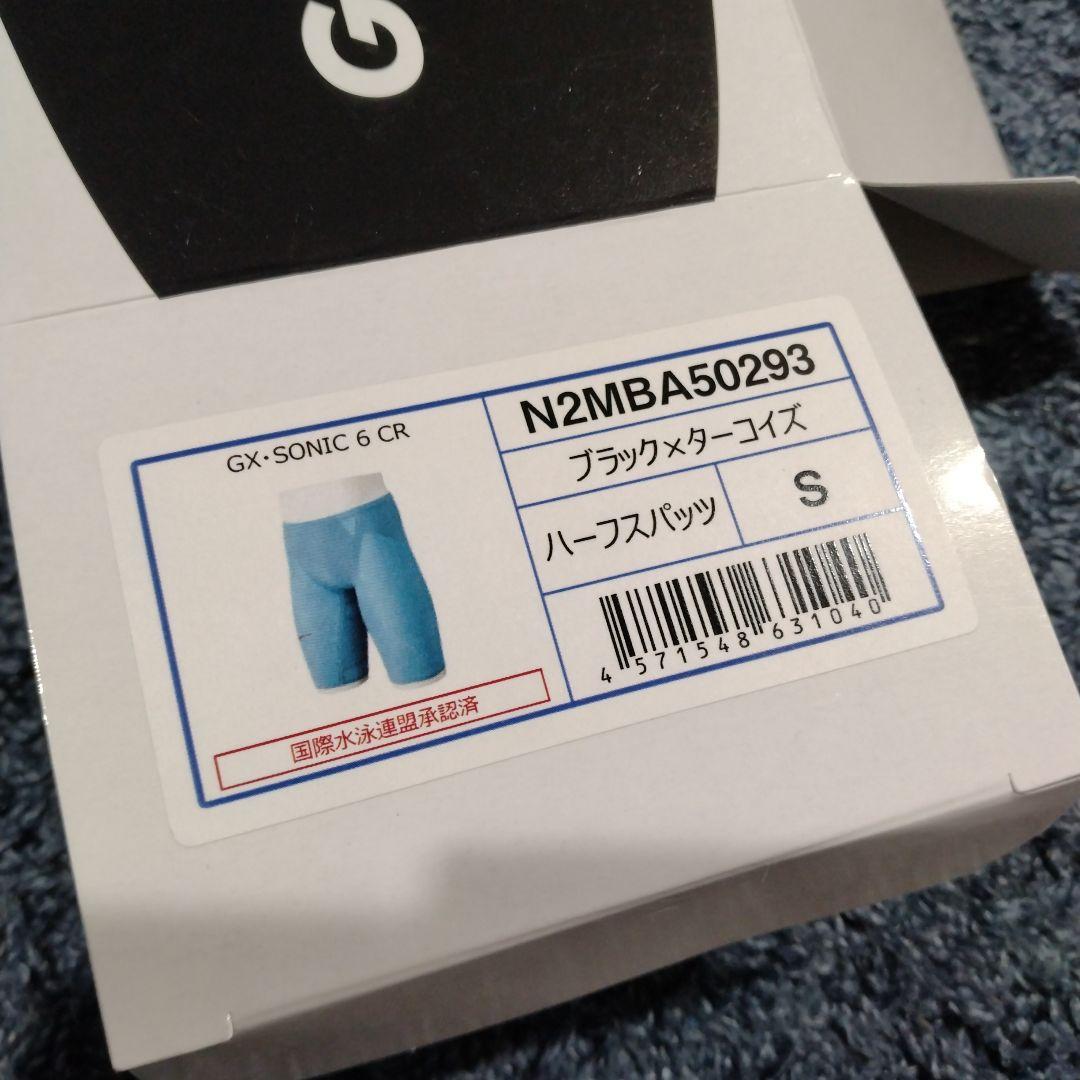 G
GX・SONIC 6 CR
国際水泳連盟承認済
N2MBA50293
ブラック×ターコイズ
ハーフスパッツ
S
4 571548 631040